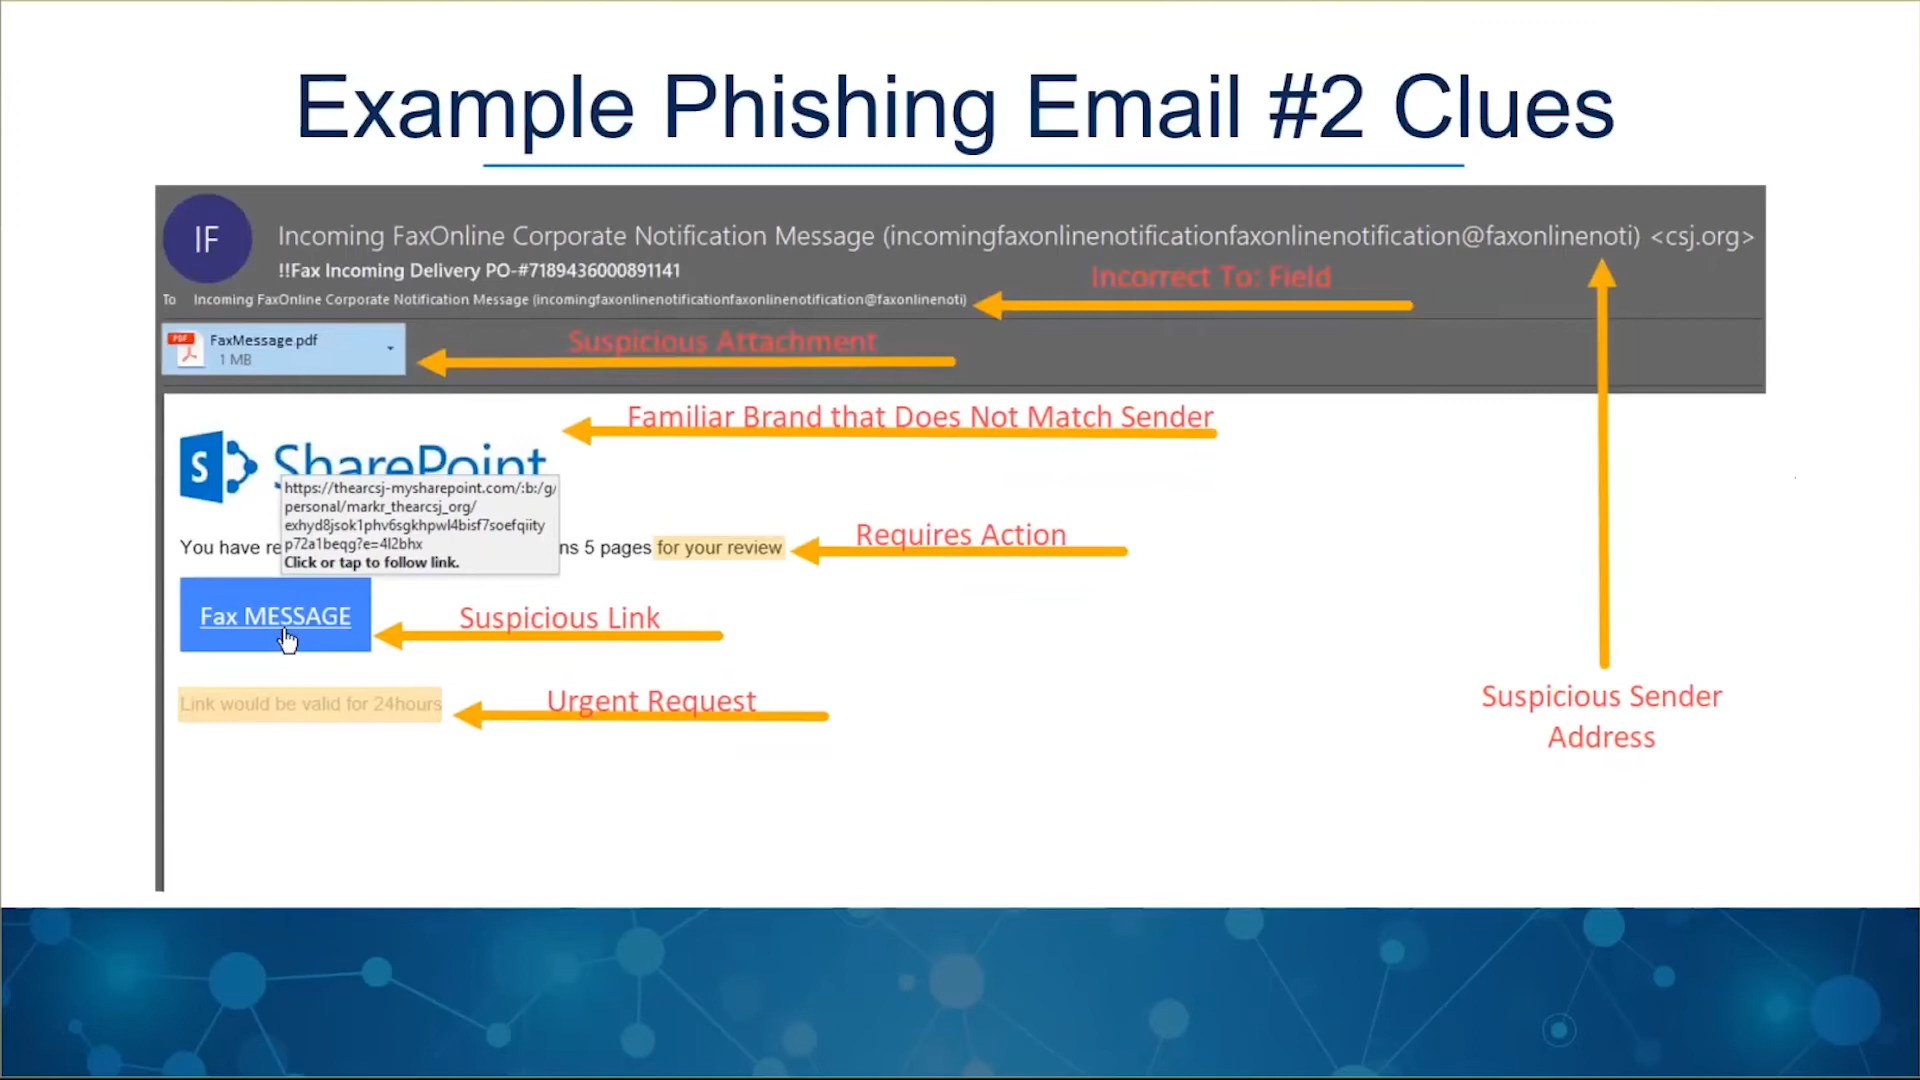 Example Phishing Email #2 Clues
IF
Incoming FaxOnline Corporate Notification Message (incomingfaxonlinenotificationfaxonlinenotification@faxonlinenoti) <csj.org>
!!Fax Incoming Delivery PO-#7189436000891141
Incorrect To: Field
To Incoming FaxOnline Corporate Notification Message (incomingfaxonlinenotificationfaxonlinenotification@faxonlinenoti)
PDF
FaxMessage.pdf
1 MB
Suspicious Attachment
Familiar Brand that Does Not Match Sender
S SharePoint
https://thearcsj-mysharepoint.com/:b:/g/
personal/markr_thearcsj_org/
exhyd8jsok1phv6sgkhpwl4bisf7soefqiity
p72a1beqg?e=4l2bhx
Click or tap to follow link.
You have re ns 5 pages for your review
Requires Action
Fax MESSAGE
Suspicious Link
Link would be valid for 24hours
Urgent Request
Suspicious Sender
Address